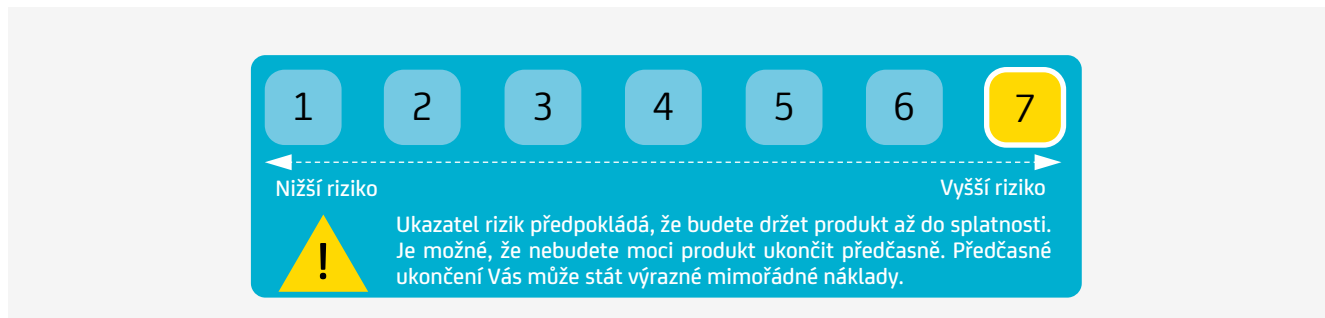 1 2 3 4 5 6 7
Nižší riziko Vyšší riziko
Ukazatel rizik předpokládá, že budete držet produkt až do splatnosti.
Je možné, že nebudete moci produkt ukončit předčasně. Předčasné
! ukončení Vás může stát výrazné mimořádné náklady.